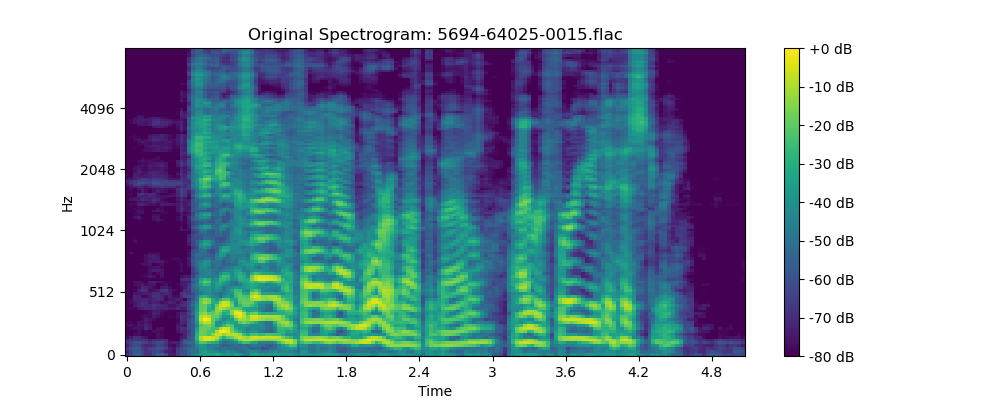 Original Spectrogram: 5694-64025-0015.flac
Hz
4096
2048
1024
512
0
0 0.6 1.2 1.8 2.4 3 3.6 4.2 4.8
Time
+0 dB
-10 dB
-20 dB
-30 dB
-40 dB
-50 dB
-60 dB
-70 dB
-80 dB